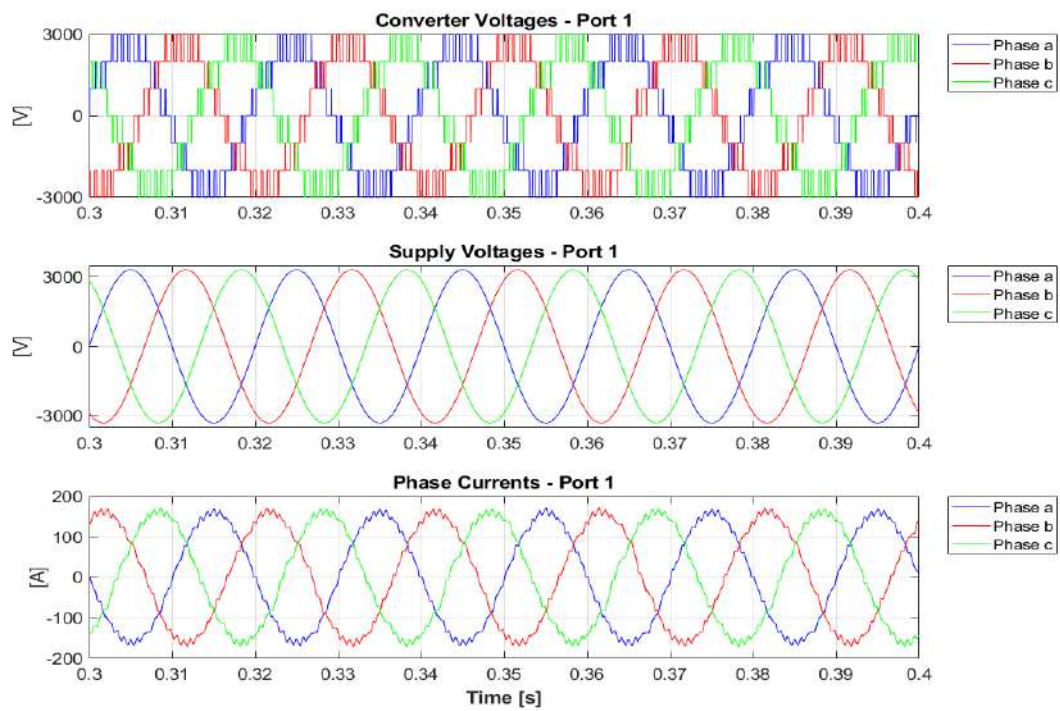 Converter Voltages - Port 1
3000
0
-3000
[V]
0.3 0.31 0.32 0.33 0.34 0.35 0.36 0.37 0.38 0.39 0.4
Phase a
Phase b
Phase c
Supply Voltages - Port 1
3000
0
-3000
[V]
0.3 0.31 0.32 0.33 0.34 0.35 0.36 0.37 0.38 0.39 0.4
Phase a
Phase b
Phase c
Phase Currents - Port 1
200
100
0
-100
-200
[A]
0.3 0.31 0.32 0.33 0.34 0.35 0.36 0.37 0.38 0.39 0.4
Time [s]
Phase a
Phase b
Phase c